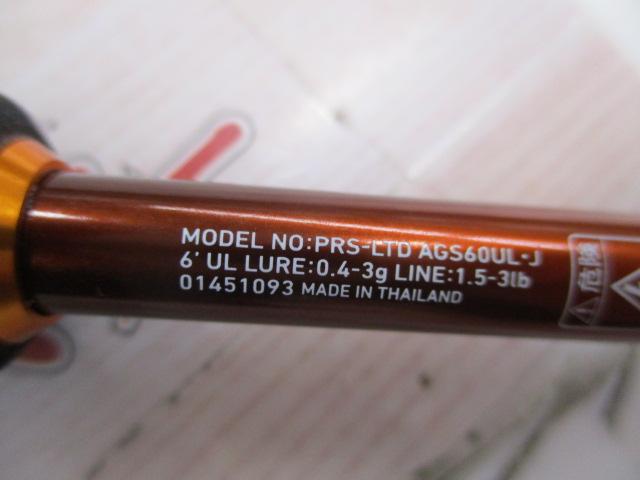 MODEL NO:PRS-LTD AGS60UL·J
6' UL LURE:0.4-3g LINE:1.5-3lb
01451093 MADE IN THAILAND
危険